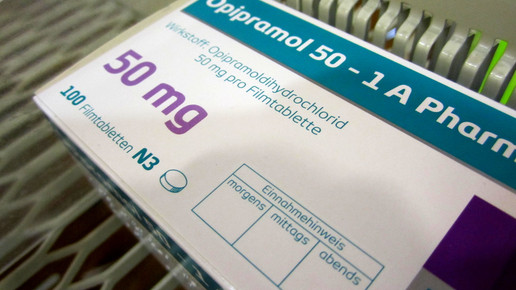 Opipramol 50 - 1 A Pharm
Wirkstoff: Opipramoldihydrochlorid
50 mg pro Filmtablette
50 mg
100 Filmtabletten N3
Einnahmehinweis
morgens mittags abends